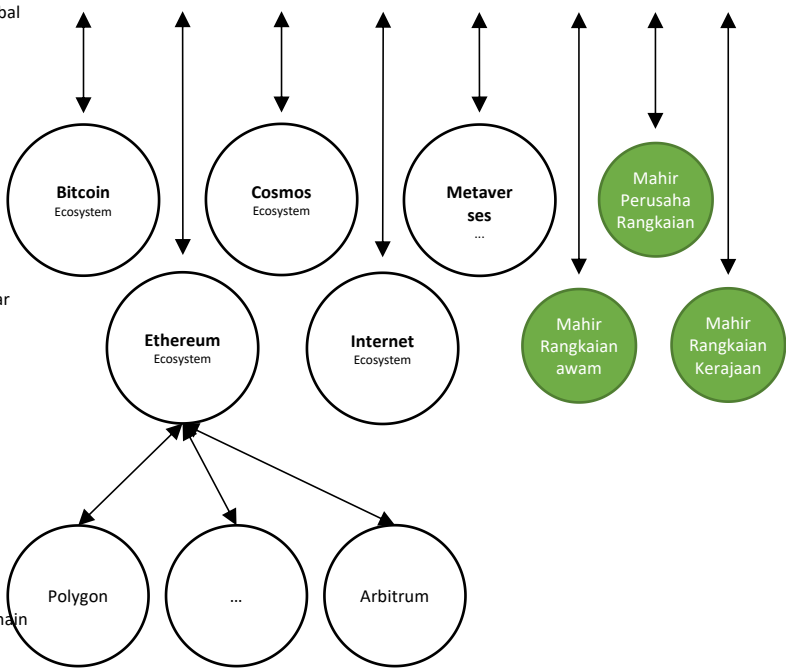 bal
Bitcoin
Ecosystem
Cosmos
Ecosystem
Metaver
ses
...
Mahir
Perusaha
Rangkaian
ar
Ethereum
Ecosystem
Internet
Ecosystem
Mahir
Rangkaian
awam
Mahir
Rangkaian
Kerajaan
Polygon
...
Arbitrum
hain